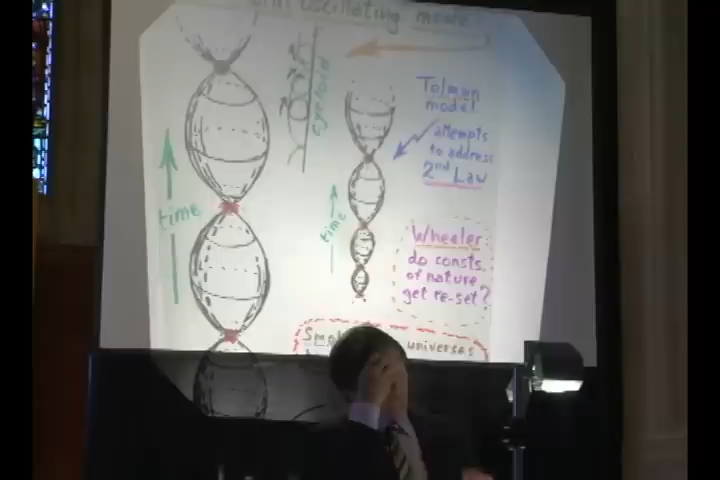 oscillating model
cycloid
time
time
Tolman
model
attempts
to address
2nd Law
Wheeler
do consts
of nature
get re-set?
universes